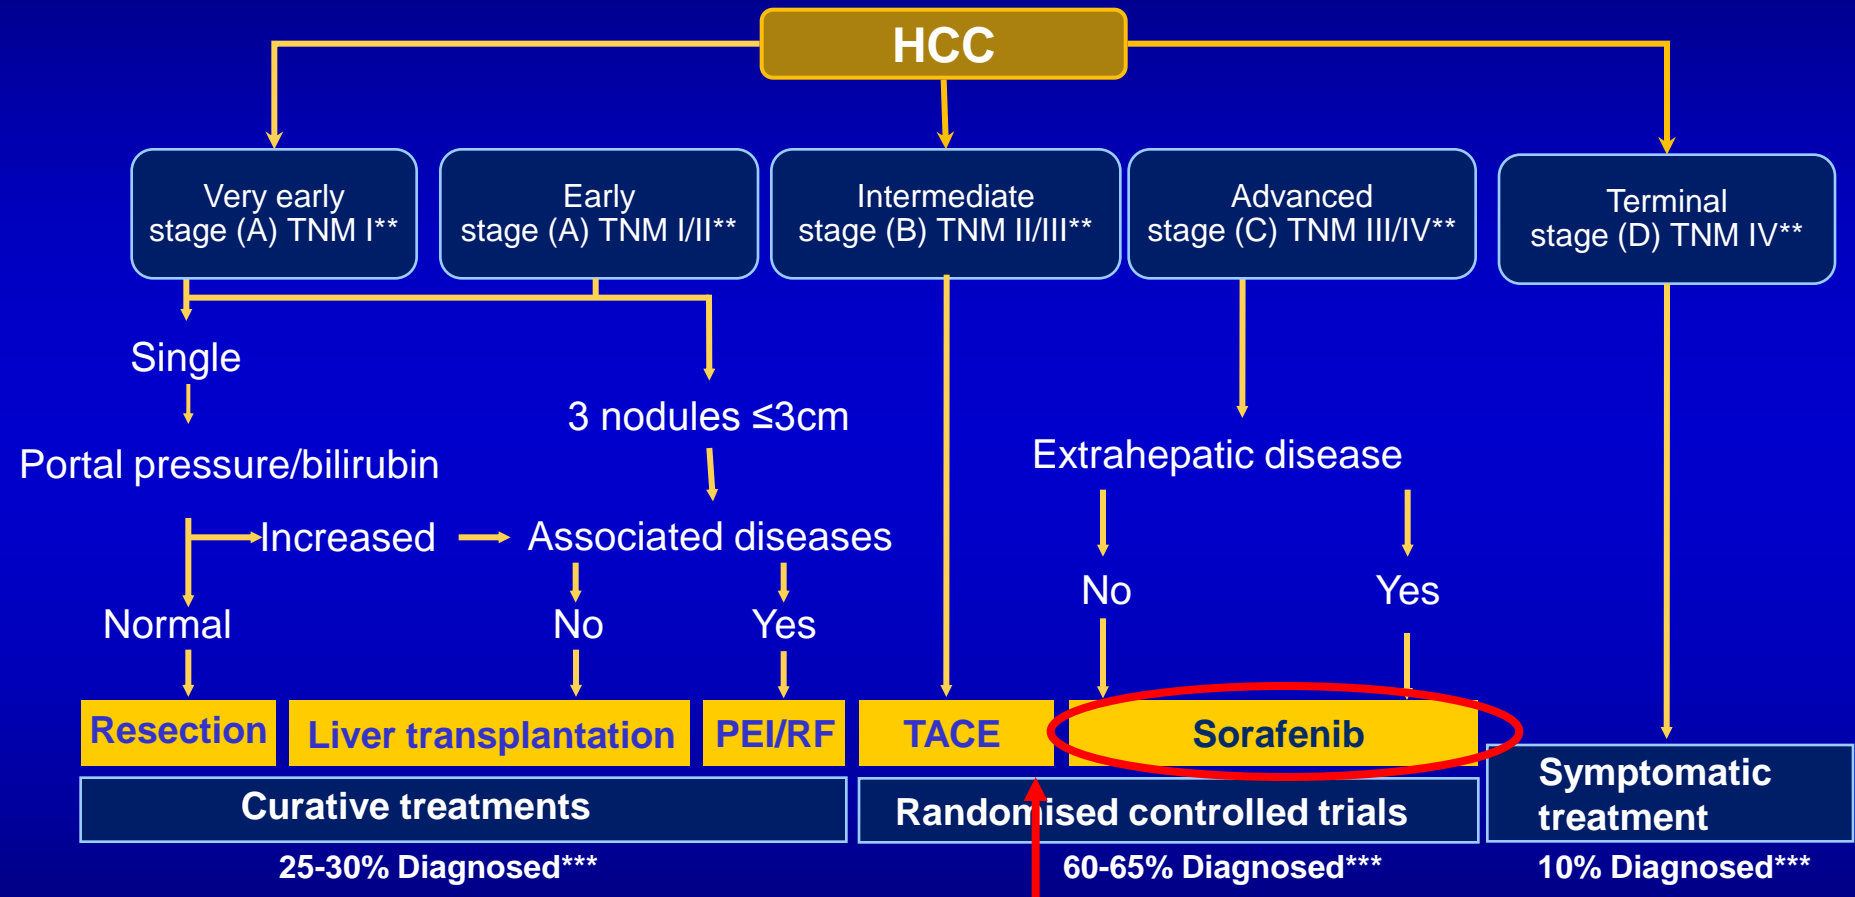 HCC
Very early
stage (A) TNM I**
Early
stage (A) TNM I/II**
Intermediate
stage (B) TNM II/III**
Advanced
stage (C) TNM III/IV**
Terminal
stage (D) TNM IV**
Single
3 nodules ≤3cm
Portal pressure/bilirubin
Extrahepatic disease
Increased
Associated diseases
Normal
No
Yes
No
Yes
Resection
Liver transplantation
PEI/RF
TACE
Sorafenib
Curative treatments
Randomised controlled trials
Symptomatic
treatment
25-30% Diagnosed***
60-65% Diagnosed***
10% Diagnosed***